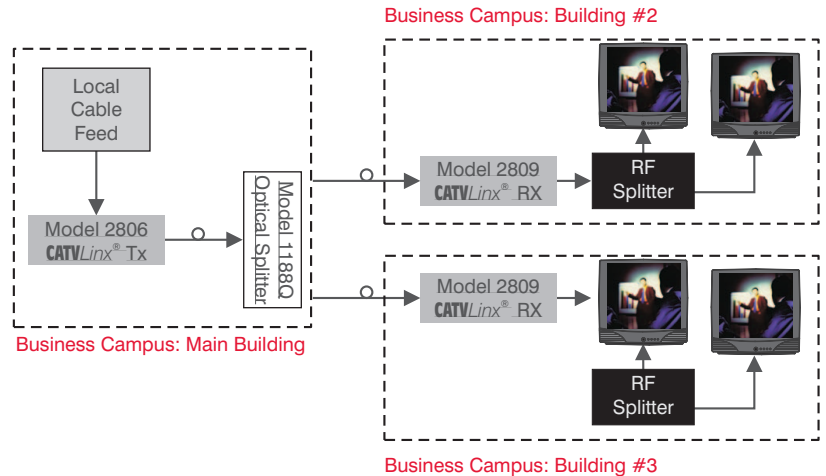 Business Campus: Building #2
Local
Cable
Feed
Model 2806
CATVLinx® Tx
Model 1188Q
Optical Splitter
Model 2809
CATVLinx® RX
RF
Splitter
Business Campus: Main Building
Model 2809
CATVLinx® RX
RF
Splitter
Business Campus: Building #3